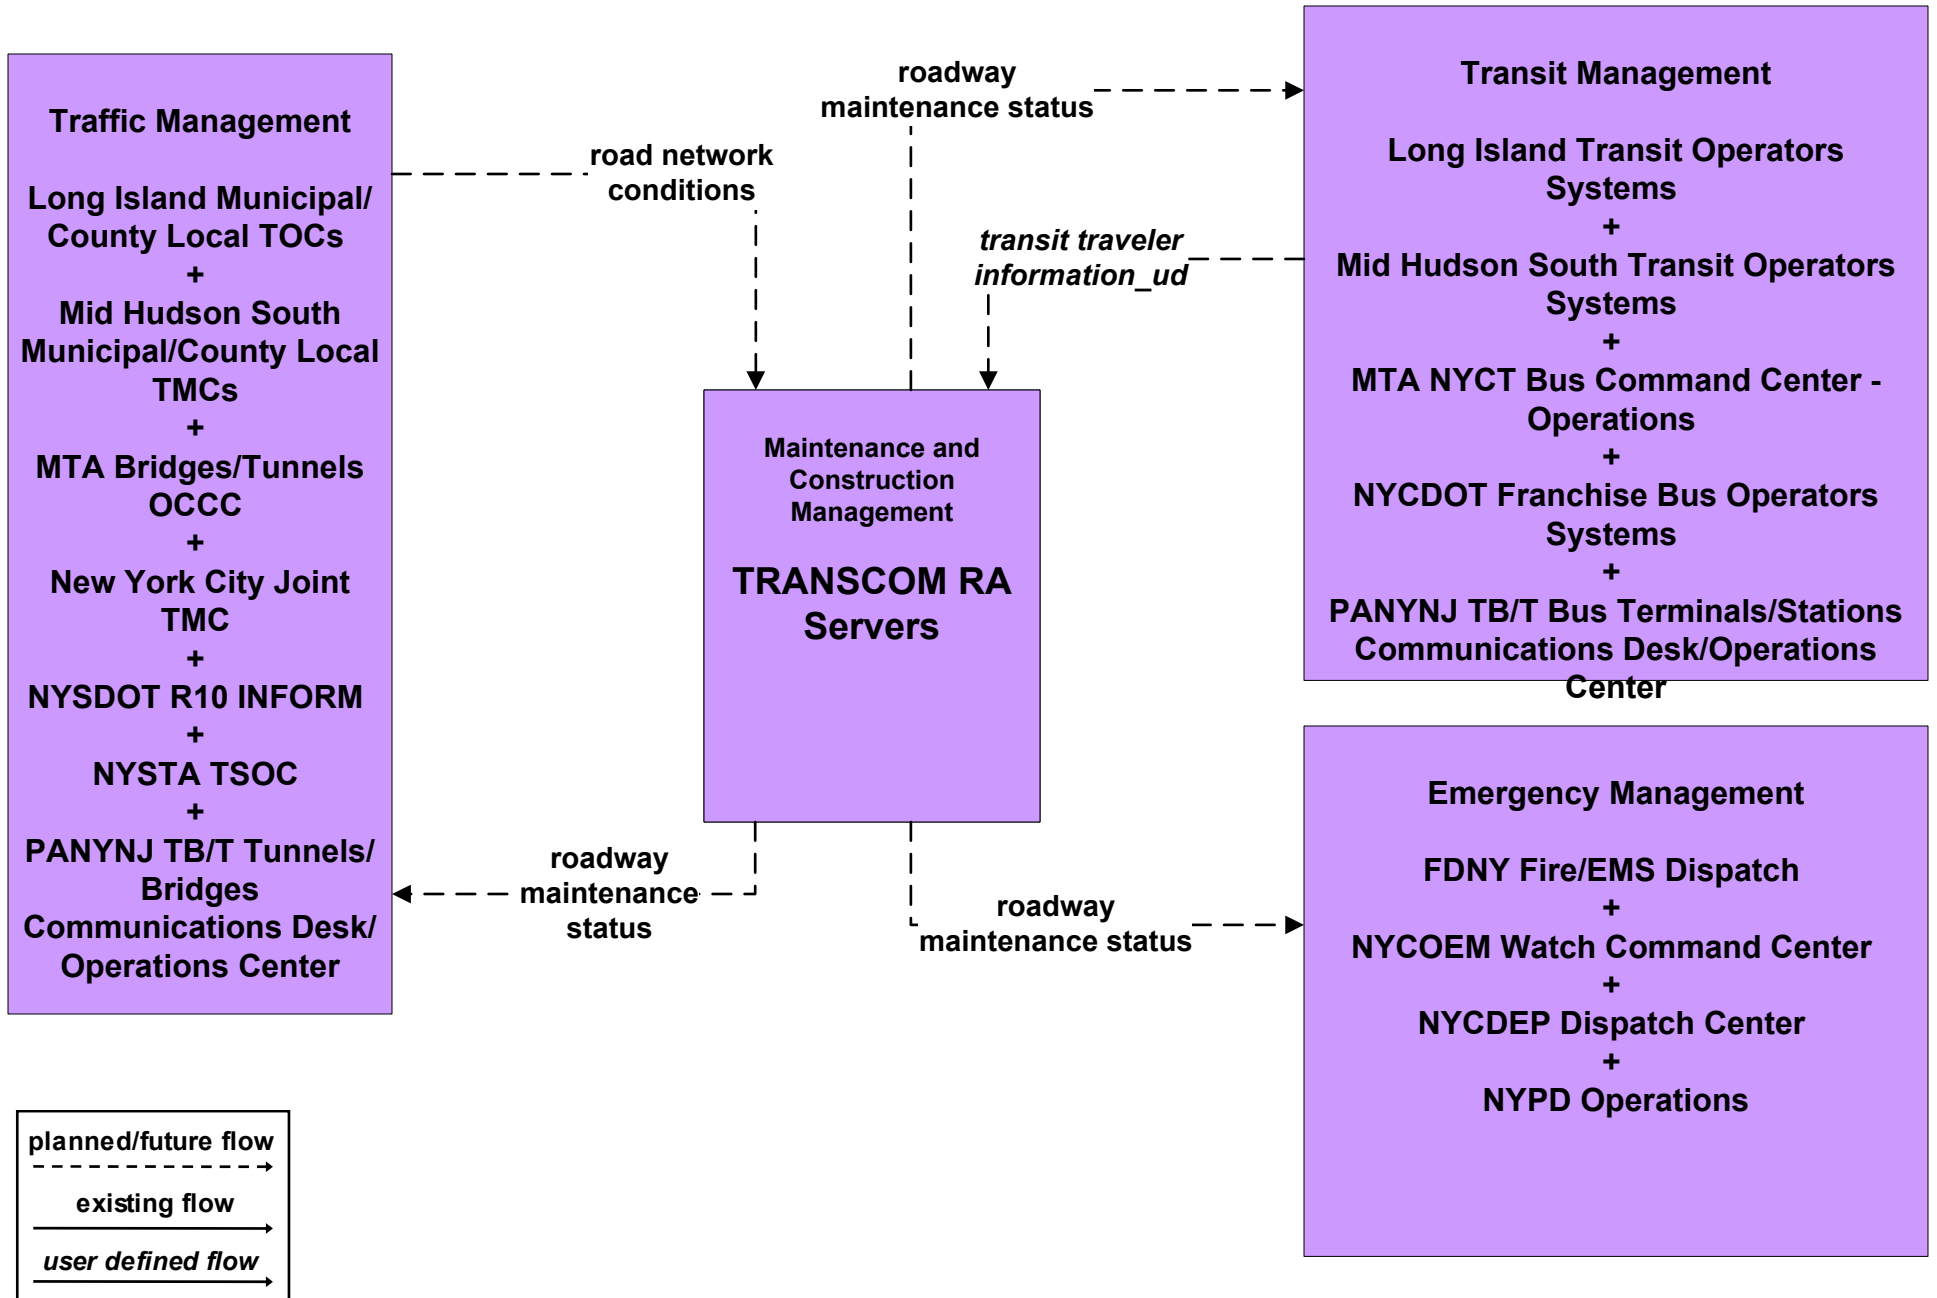 Traffic Management
Long Island Municipal/
County Local TOCs
+
Mid Hudson South
Municipal/County Local
TMCs
+
MTA Bridges/Tunnels
OCCC
+
New York City Joint
TMC
+
NYSDOT R10 INFORM
+
NYSTA TSOC
+
PANYNJ TB/T Tunnels/
Bridges
Communications Desk/
Operations Center
road network
conditions
roadway
maintenance status
transit traveler
information_ud
Maintenance and
Construction
Management
TRANSCOM RA
Servers
roadway
maintenance
status
roadway
maintenance status
Transit Management
Long Island Transit Operators
Systems
+
Mid Hudson South Transit Operators
Systems
+
MTA NYCT Bus Command Center -
Operations
+
NYCDOT Franchise Bus Operators
Systems
+
PANYNJ TB/T Bus Terminals/Stations
Communications Desk/Operations
Center
Emergency Management
FDNY Fire/EMS Dispatch
+
NYCOEM Watch Command Center
+
NYCDEP Dispatch Center
+
NYPD Operations
planned/future flow
existing flow
user defined flow